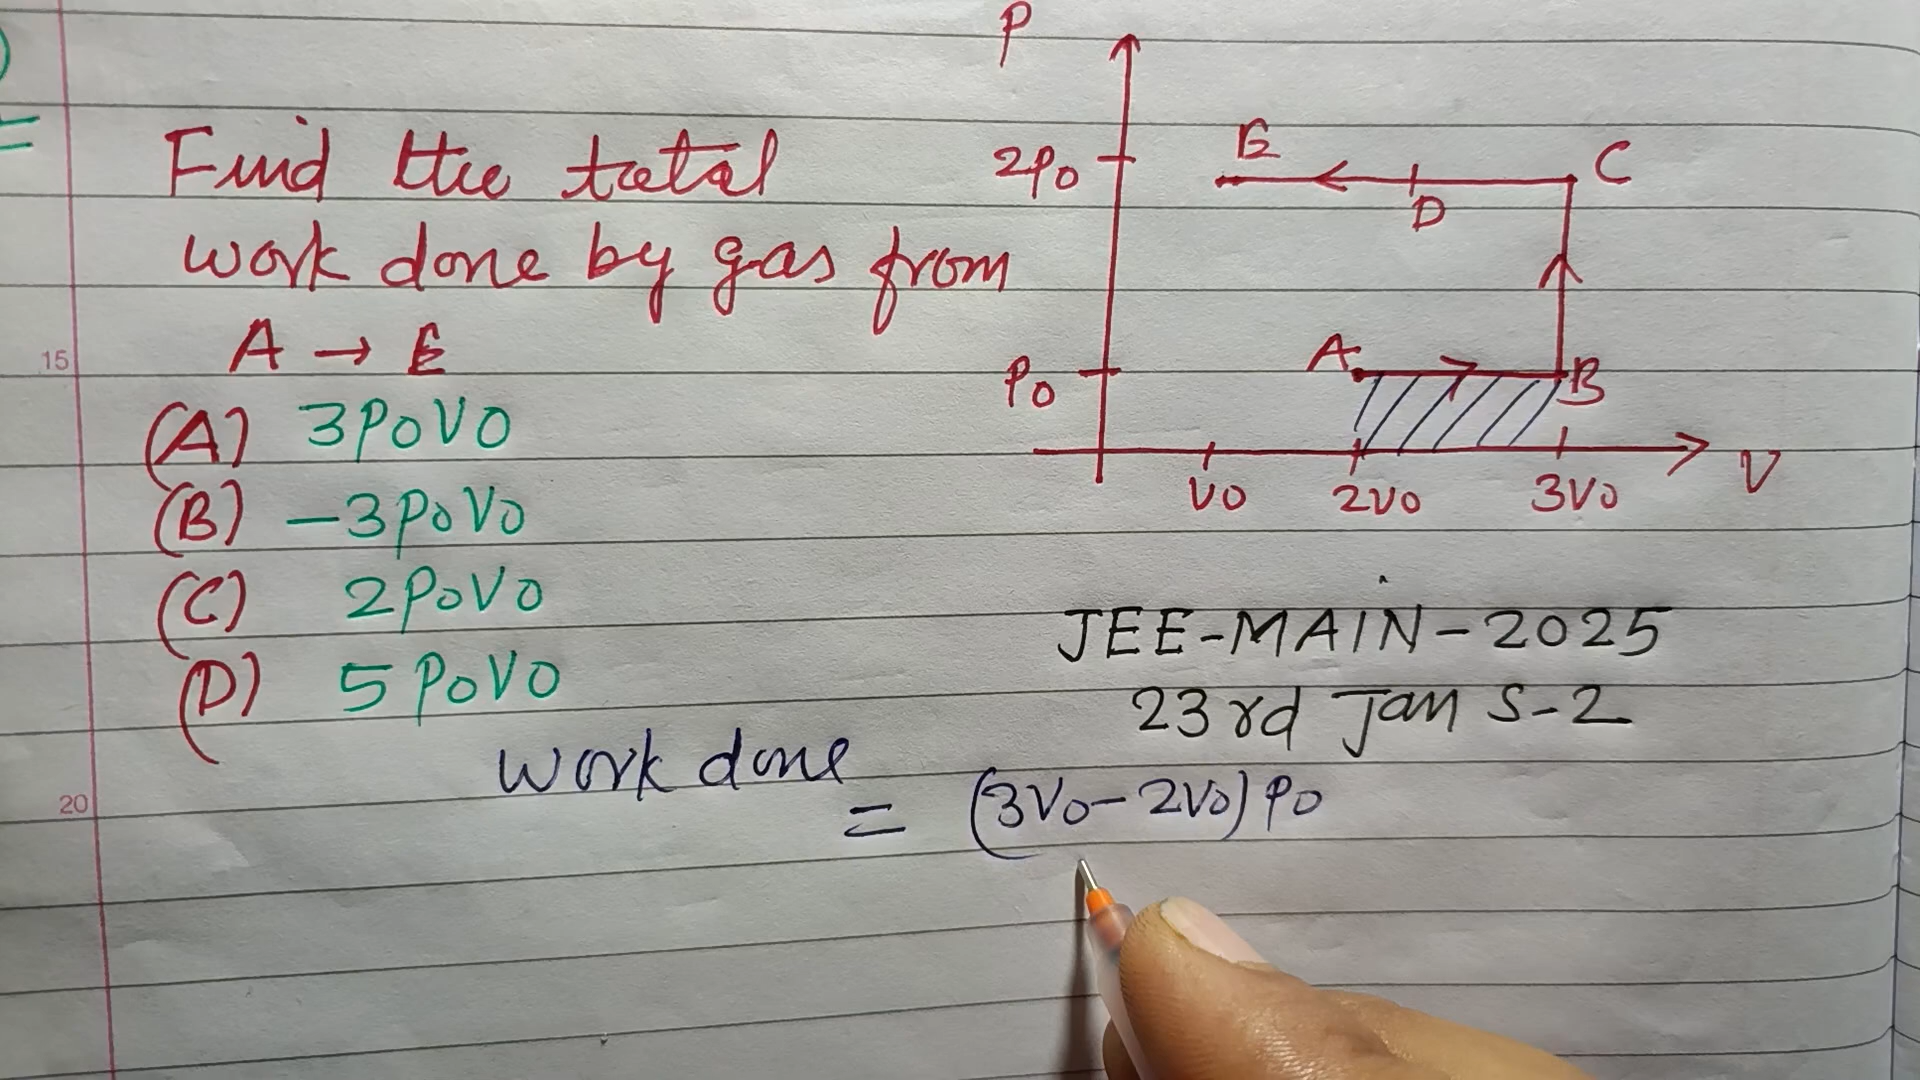 Find the total
work done by gas from
A → E
(A) 3P0V0
(B) -3P0V0
(C) 2P0V0
(D) 5P0V0
P
2P0
P0
E
D
C
A
B
V0
2V0
3V0
V
JEE-MAIN-2025
23rd Jan S-2
Work done
= (3V0-2V0)P0
15
20